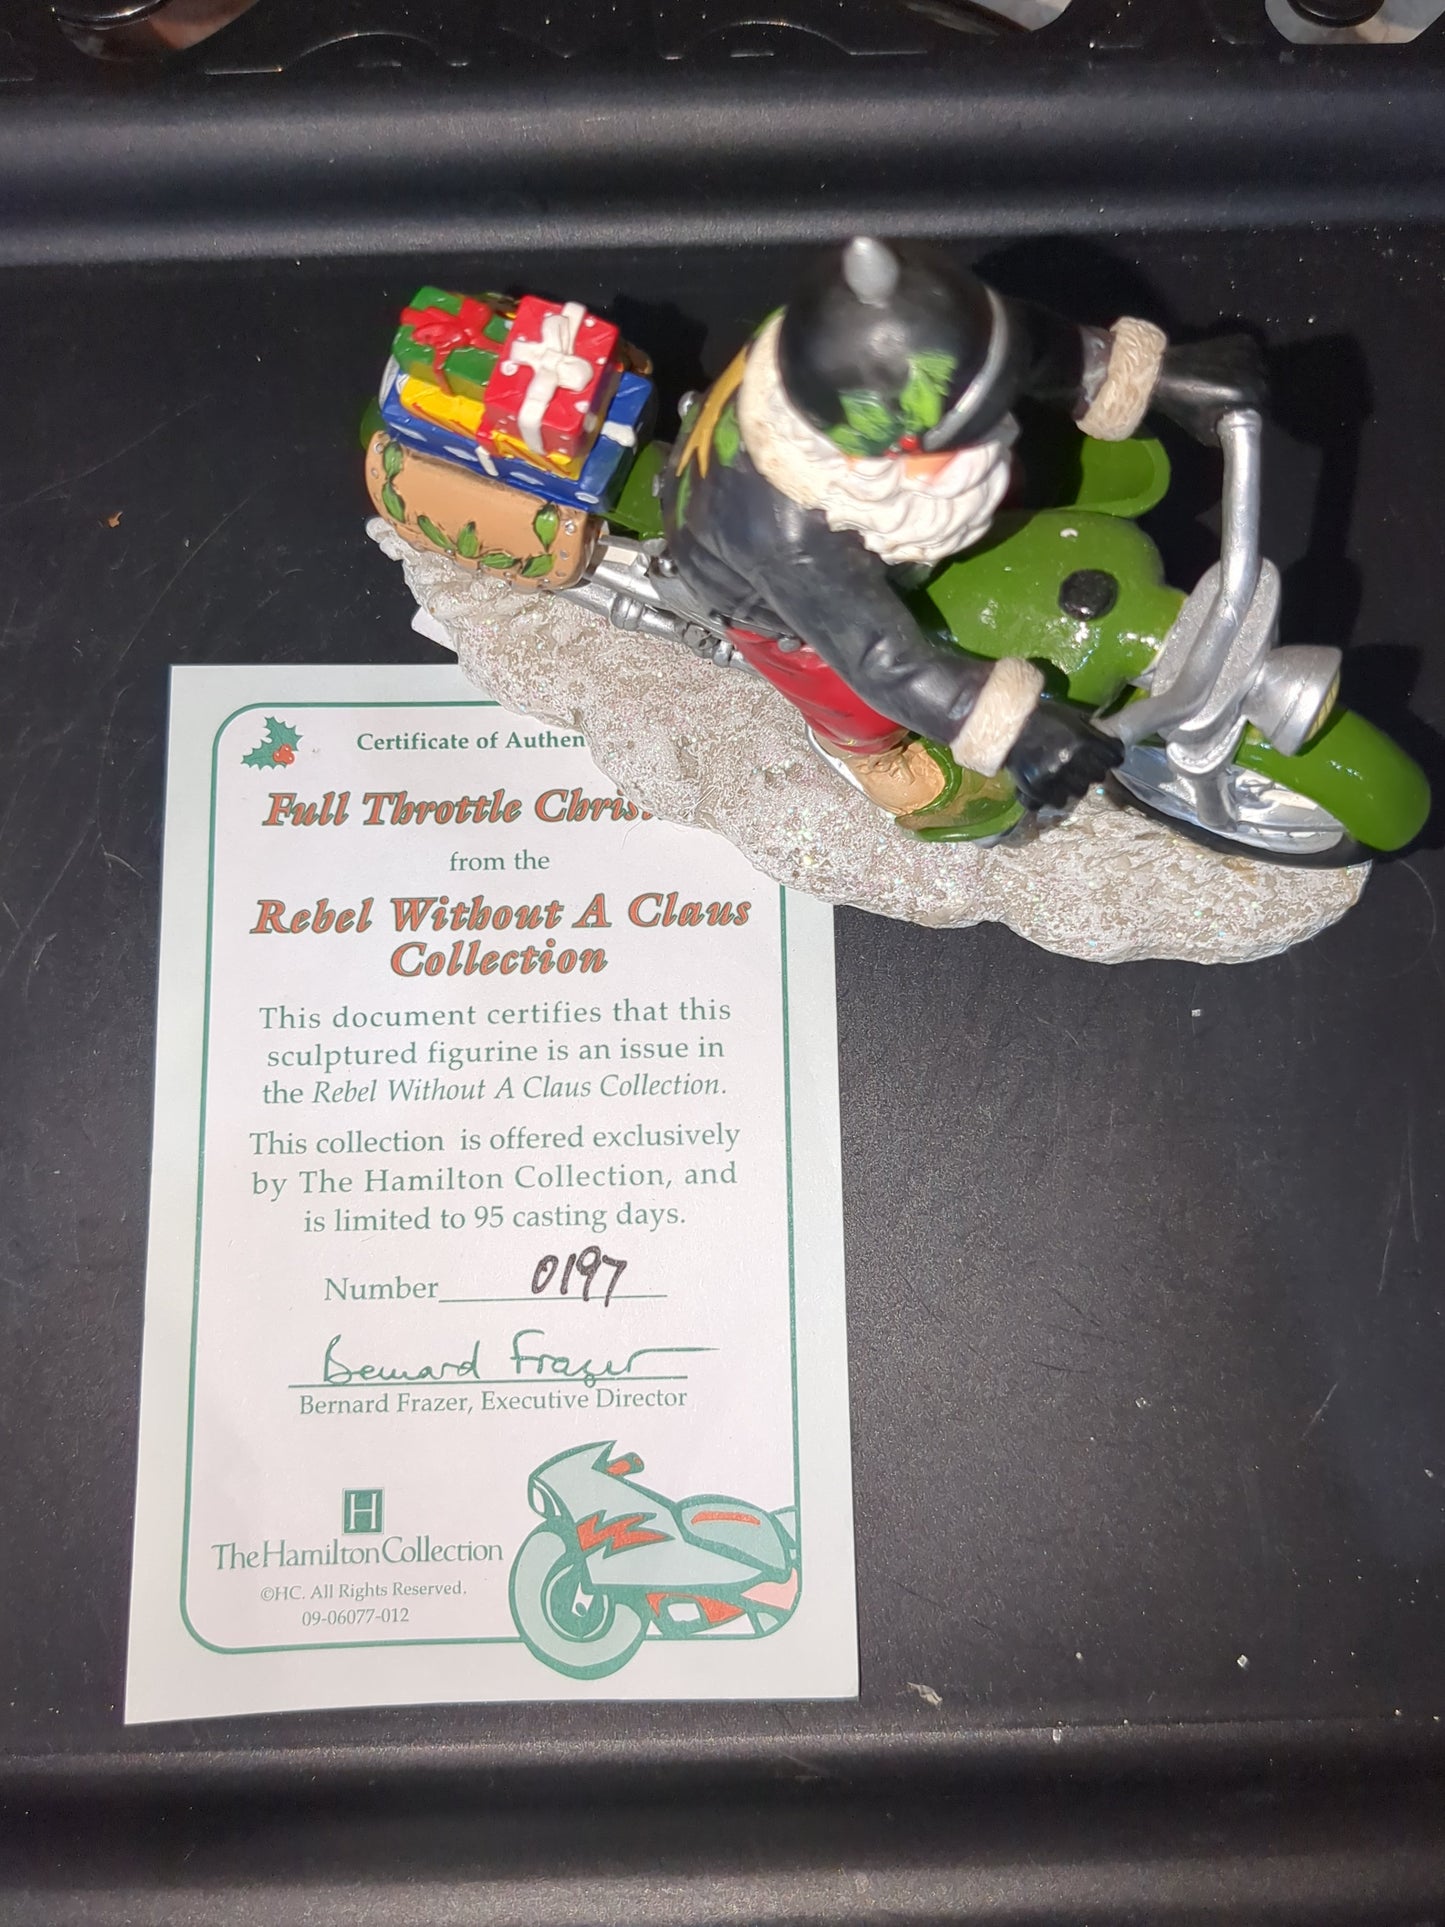 Certificate of Authen
Full Throttle Chris
from the
Rebel Without A Claus
Collection
This document certifies that this
sculptured figurine is an issue in
the Rebel Without A Claus Collection.
This collection is offered exclusively
by The Hamilton Collection, and
is limited to 95 casting days.
Number 0197
Bernard Frazer
Bernard Frazer, Executive Director
H
The Hamilton Collection
©HC. All Rights Reserved.
09-06077-012